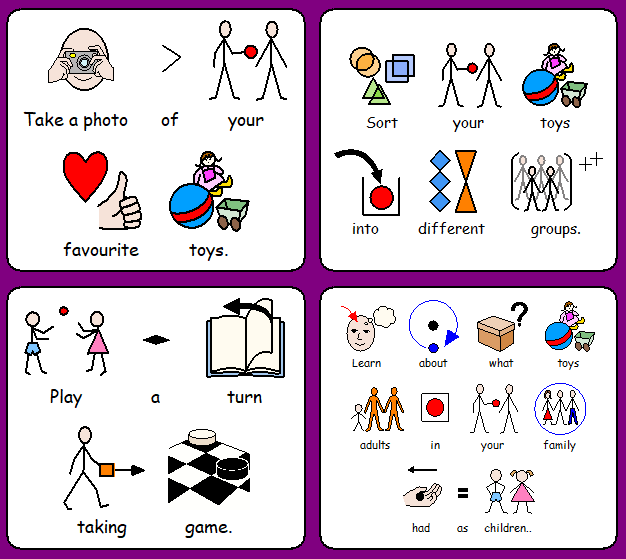 Take a photo of your
favourite toys.
Sort your toys
into different groups.
Play a turn
taking game.
Learn about what toys
adults in your family
had as children..